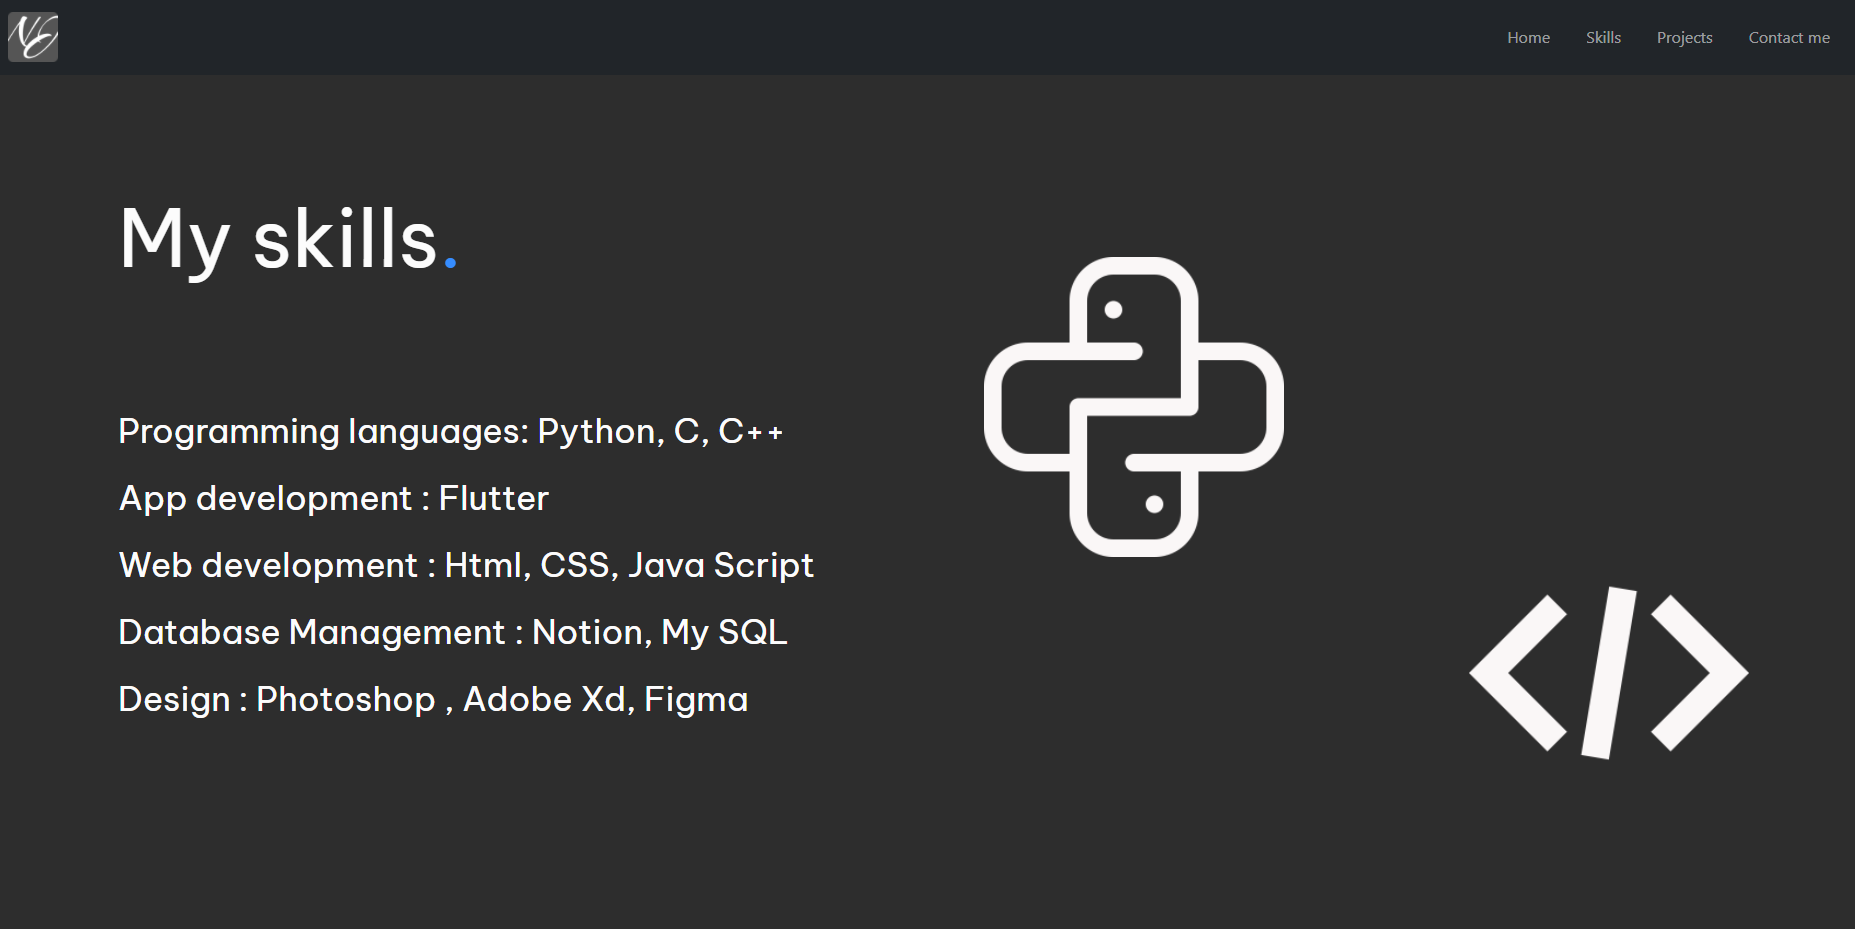 NE
Home Skills Projects Contact me
My skills.
Programming languages: Python, C, C++
App development : Flutter
Web development : Html, CSS, Java Script
Database Management : Notion, My SQL
Design : Photoshop , Adobe Xd, Figma